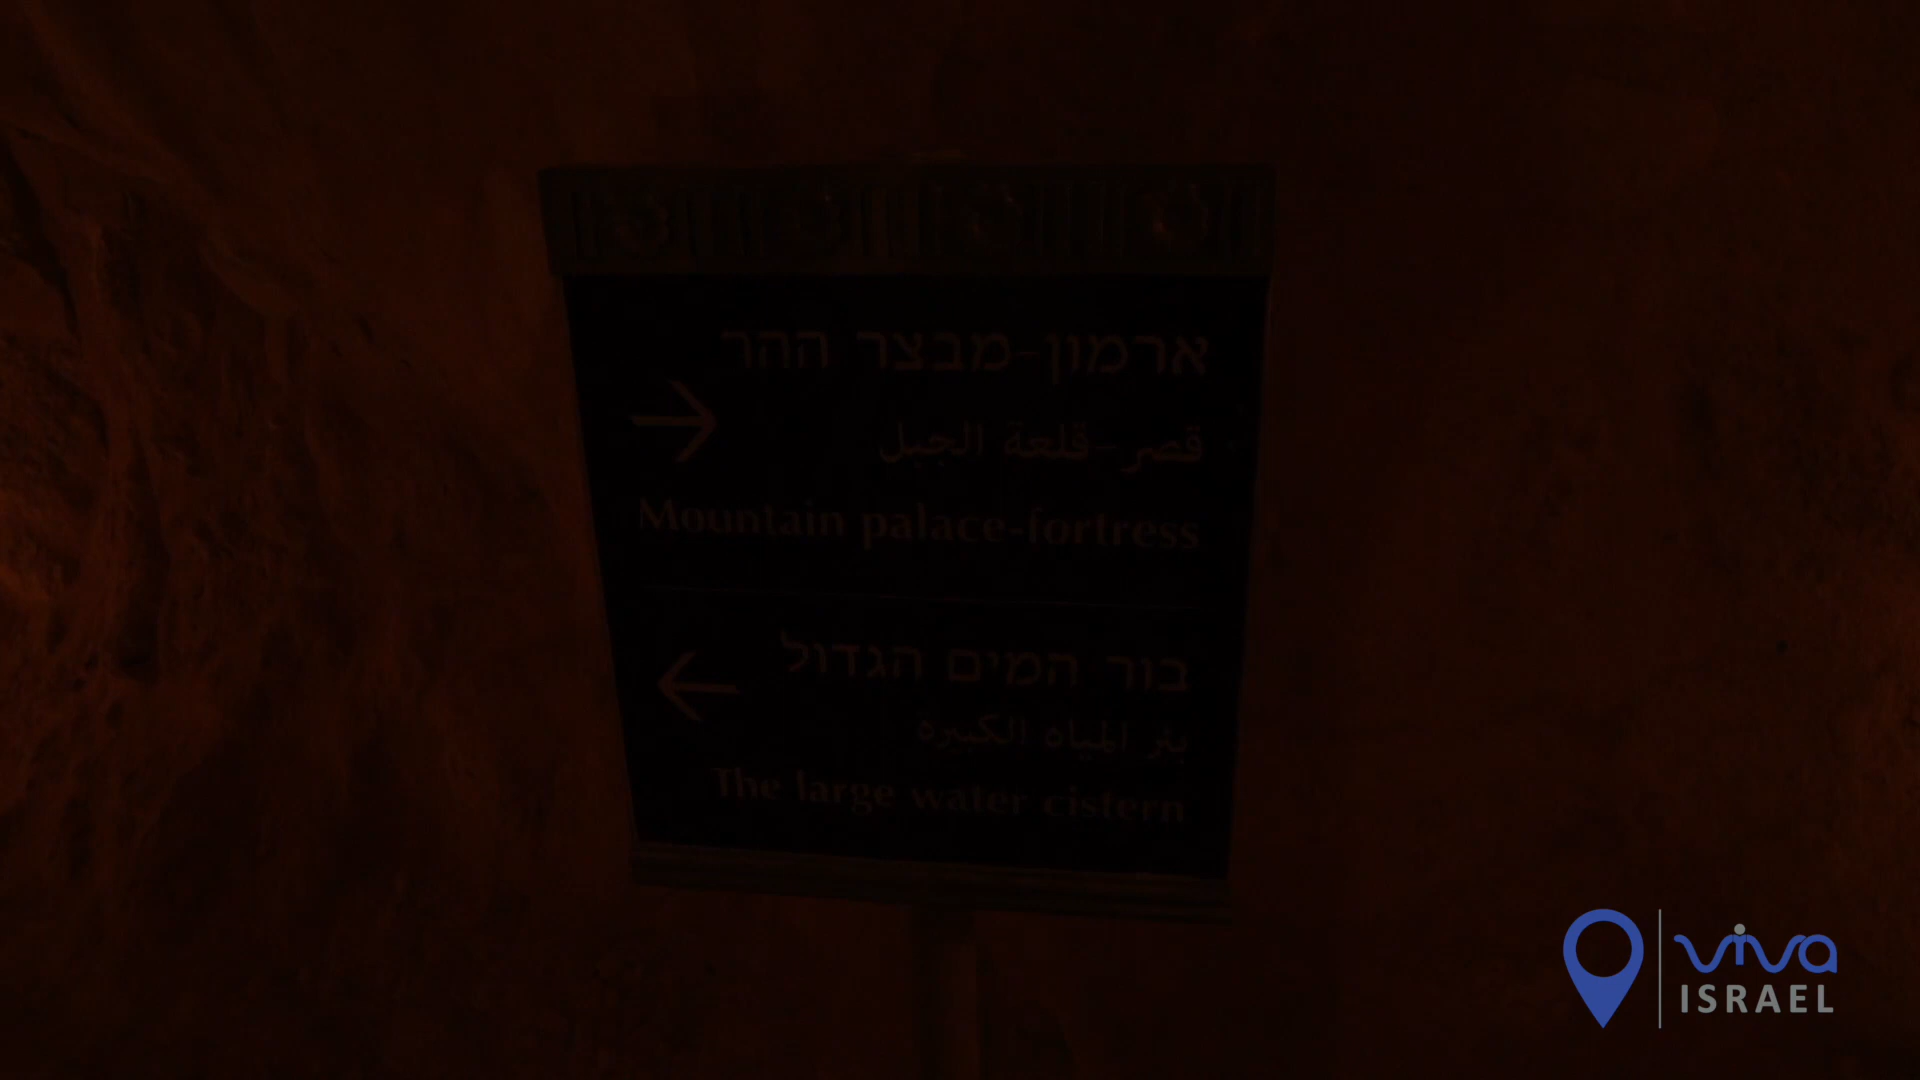 ארמון-מבצר ההר
قصر-قلعة الجبل
Mountain palace-fortress
בור המים הגדול
بئر المياه الكبيرة
The large water cistern
viva
ISRAEL